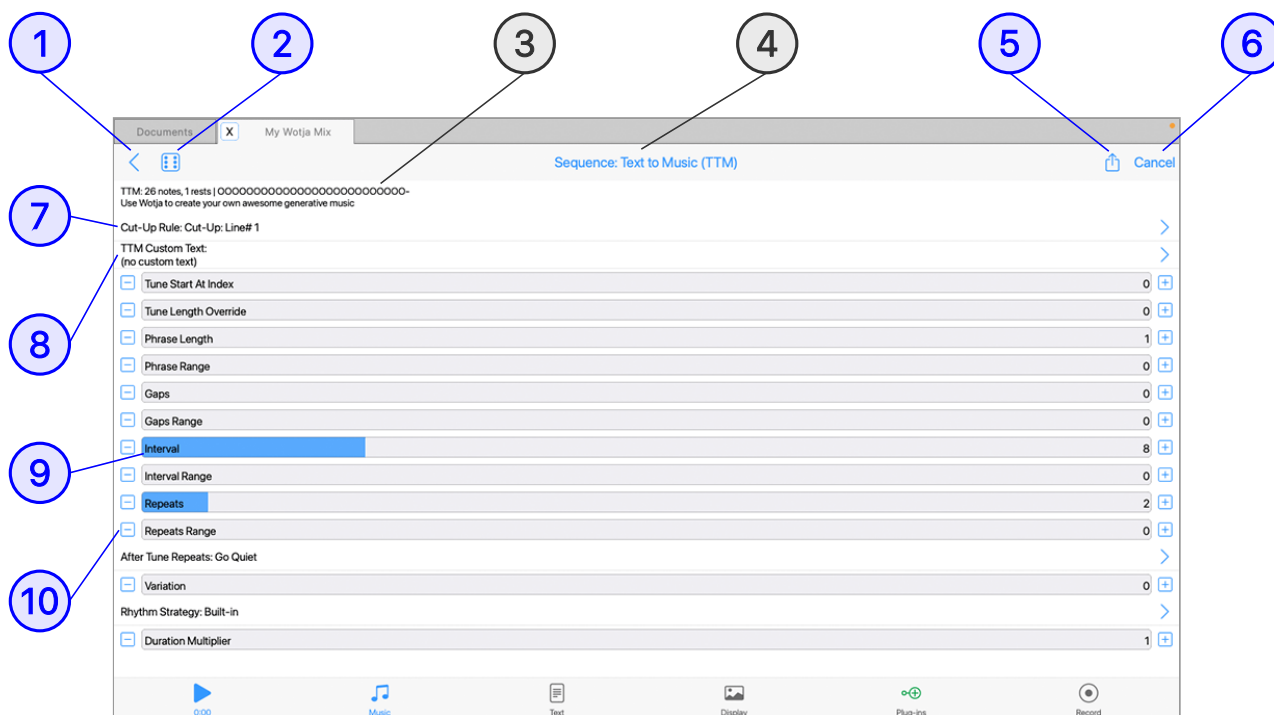 1 2 3 4 5 6
Documents X My Wotja Mix
Sequence: Text to Music (TTM) Cancel
TTM: 26 notes, 1 rests | OOOOOOOOOOOOOOOOOOOOOOOOOO-
Use Wotja to create your own awesome generative music
7
Cut-Up Rule: Cut-Up: Line# 1
TTM Custom Text:
(no custom text)
Tune Start At Index 0
Tune Length Override 0
8
Phrase Length 1
Phrase Range 0
Gaps 0
Gaps Range 0
Interval 8
9
Interval Range 0
Repeats 2
Repeats Range 0
After Tune Repeats: Go Quiet
Variation 0
10
Rhythm Strategy: Built-in
Duration Multiplier 1
0:00 Music Text Display Plug-ins Record